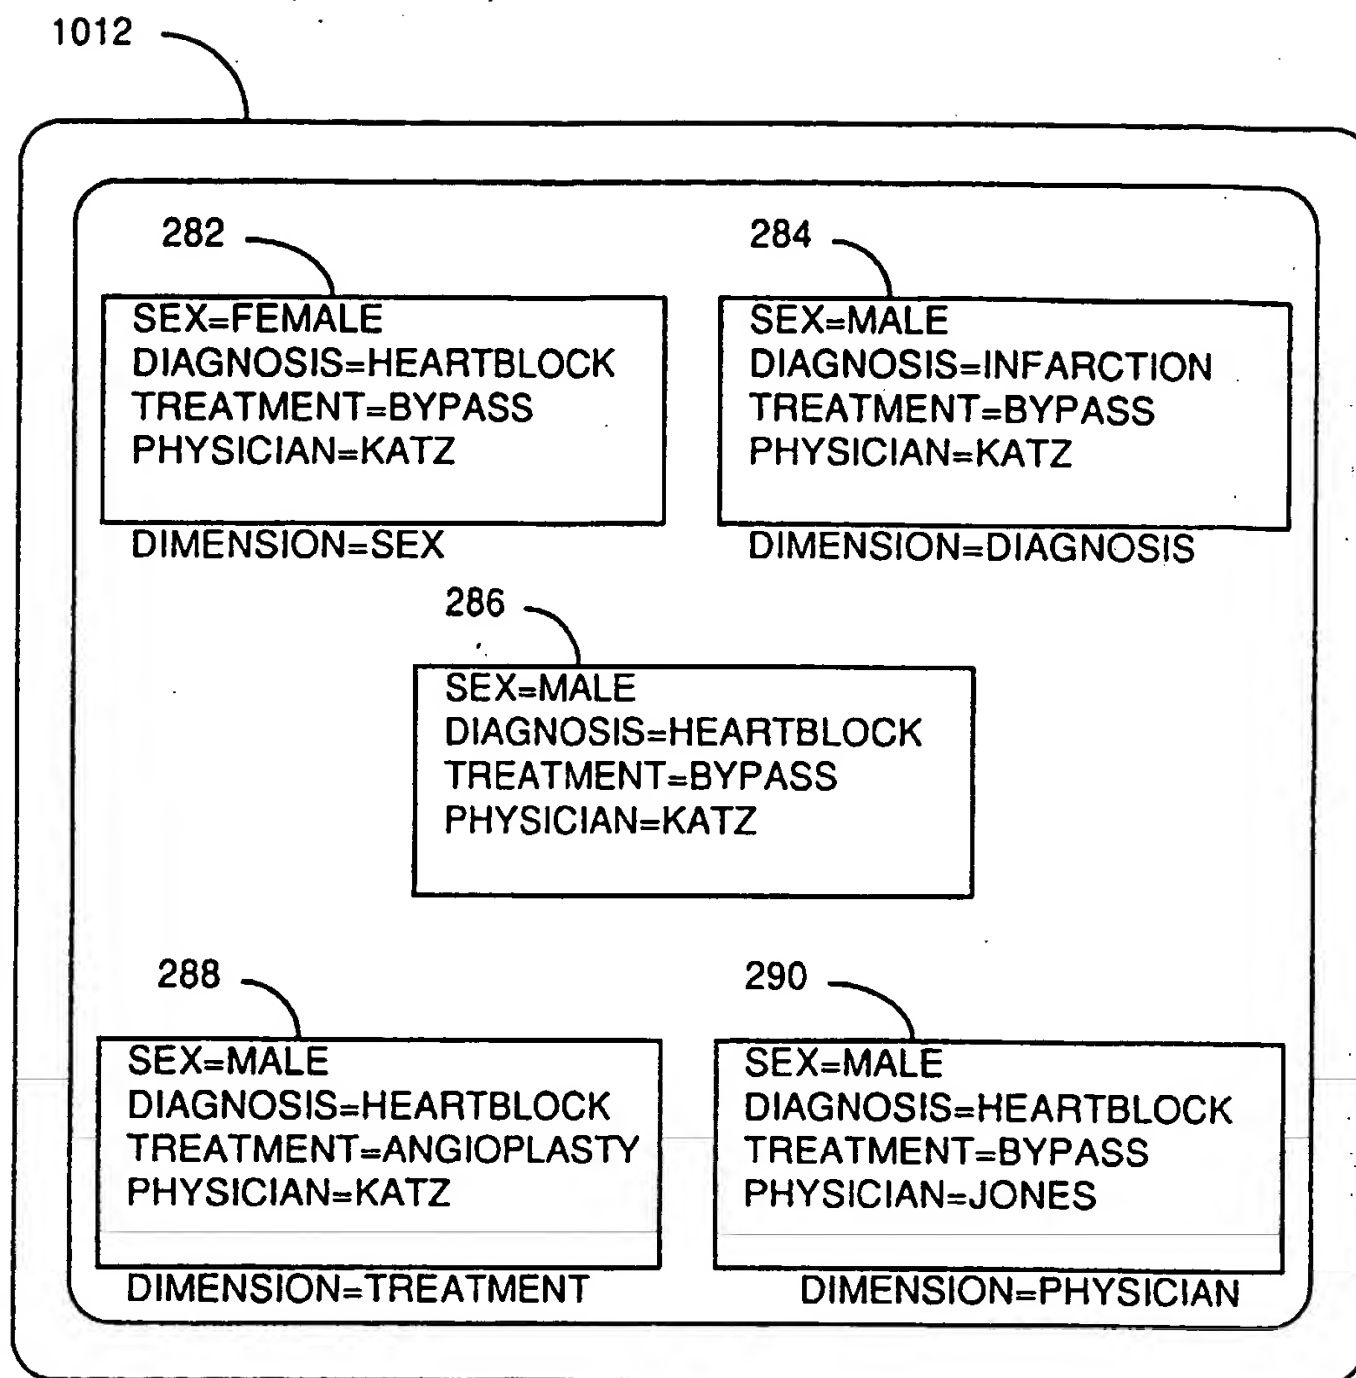 1012
282
SEX=FEMALE
DIAGNOSIS=HEARTBLOCK
TREATMENT=BYPASS
PHYSICIAN=KATZ
DIMENSION=SEX
284
SEX=MALE
DIAGNOSIS=INFARCTION
TREATMENT=BYPASS
PHYSICIAN=KATZ
DIMENSION=DIAGNOSIS
286
SEX=MALE
DIAGNOSIS=HEARTBLOCK
TREATMENT=BYPASS
PHYSICIAN=KATZ
288
SEX=MALE
DIAGNOSIS=HEARTBLOCK
TREATMENT=ANGIOPLASTY
PHYSICIAN=KATZ
DIMENSION=TREATMENT
290
SEX=MALE
DIAGNOSIS=HEARTBLOCK
TREATMENT=BYPASS
PHYSICIAN=JONES
DIMENSION=PHYSICIAN